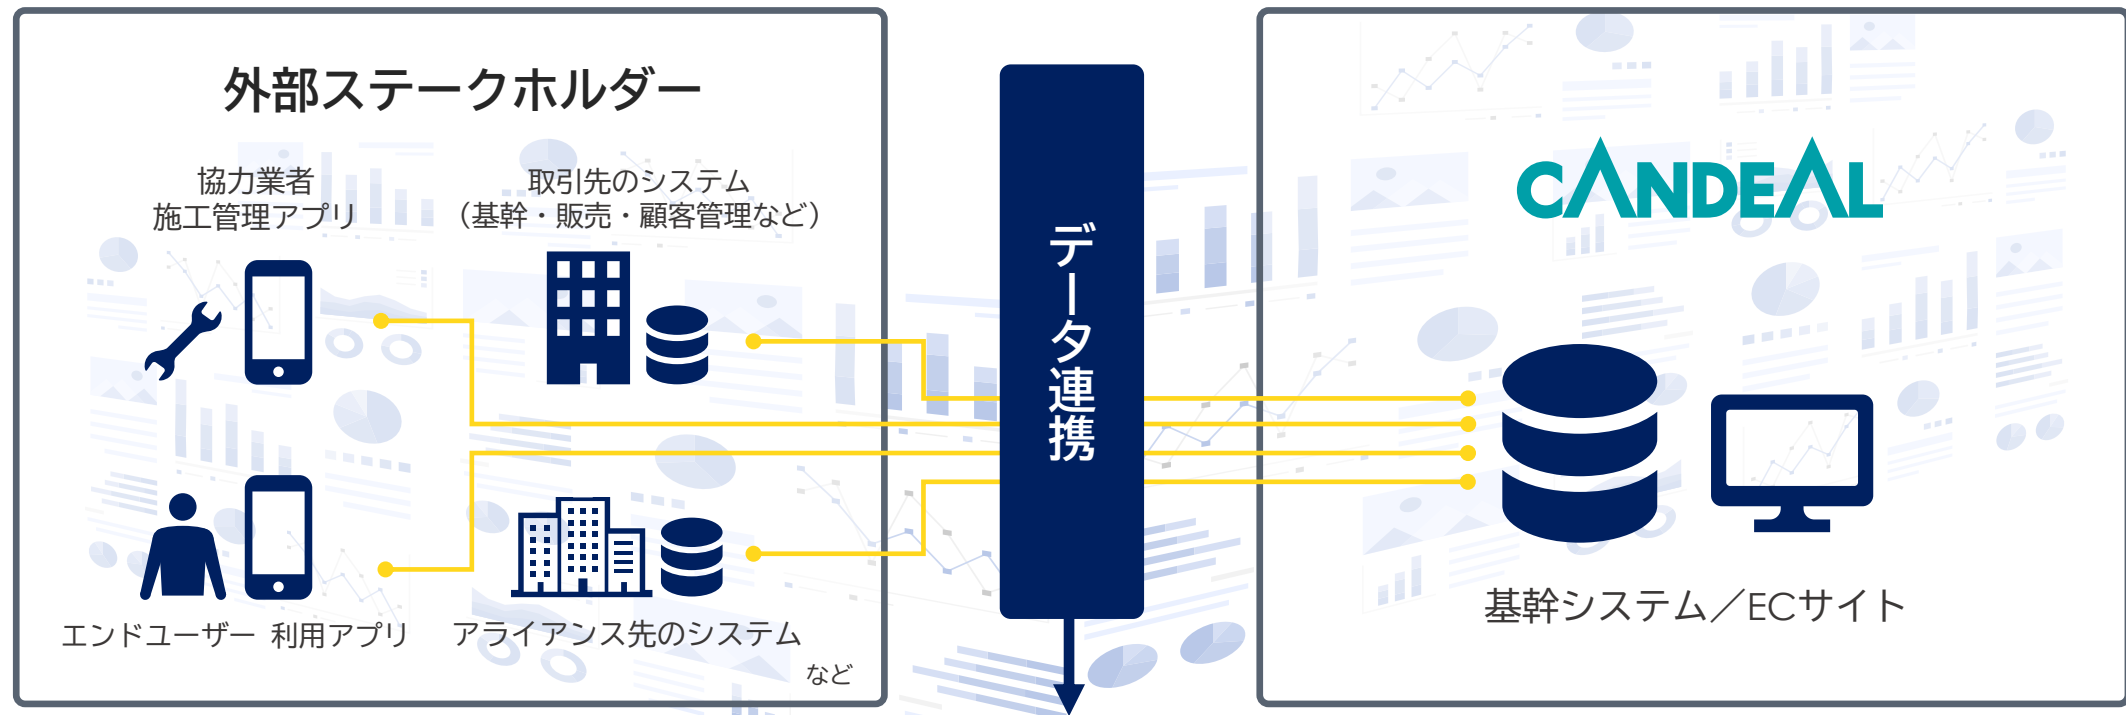 外部ステークホルダー
協力業者
施工管理アプリ
取引先のシステム
（基幹・販売・顧客管理など）
エンドユーザー 利用アプリ
アライアンス先のシステム
など
データ連携
CANDEAL
基幹システム／ECサイト